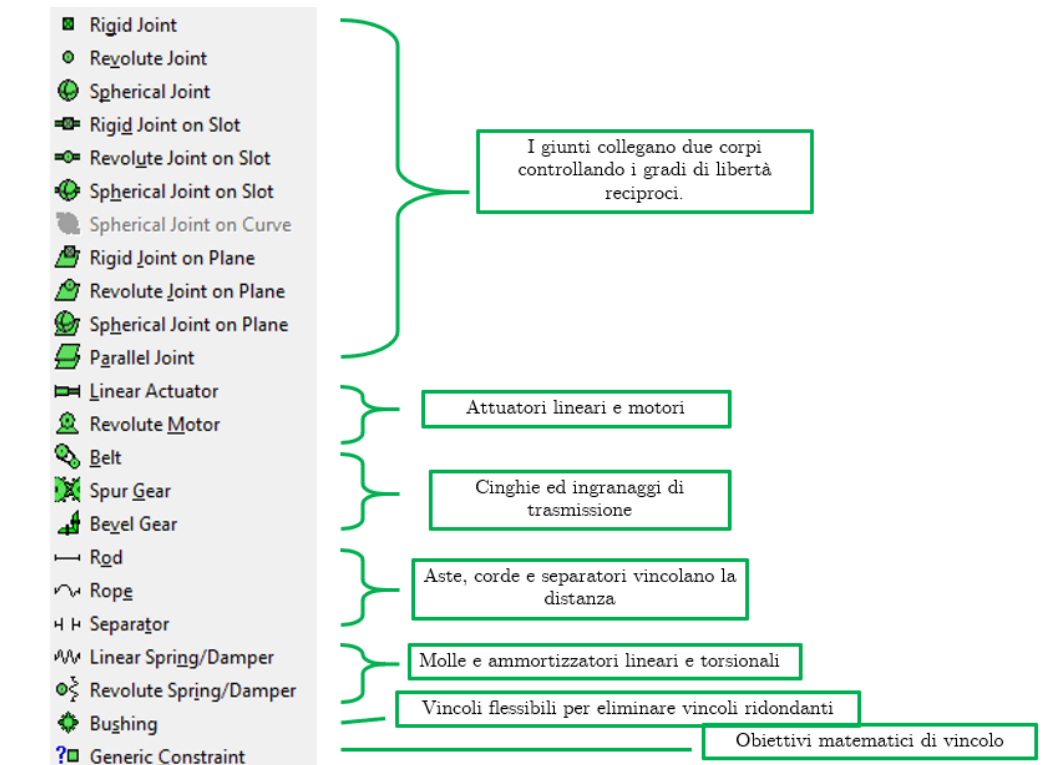 Rigid Joint
Revolute Joint
Spherical Joint
Rigid Joint on Slot
Revolute Joint on Slot
Spherical Joint on Slot
Spherical Joint on Curve
Rigid Joint on Plane
Revolute Joint on Plane
Spherical Joint on Plane
Parallel Joint
Linear Actuator
Revolute Motor
Belt
Spur Gear
Bevel Gear
Rod
Rope
Separator
Linear Spring/Damper
Revolute Spring/Damper
Bushing
Generic Constraint
I giunti collegano due corpi
controllando i gradi di libertà
reciproci.
Attuatori lineari e motori
Cinghie ed ingranaggi di
trasmissione
Aste, corde e separatori vincolano la
distanza
Molle e ammortizzatori lineari e torsionali
Vincoli flessibili per eliminare vincoli ridondanti
Obiettivi matematici di vincolo